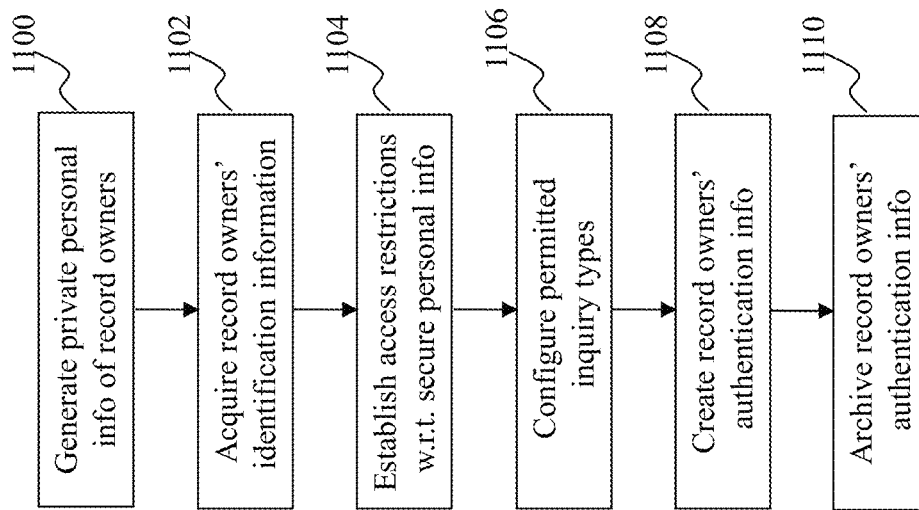 1100
Generate private personal
info of record owners
1102
Acquire record owners’
identification information
1104
Establish access restrictions
w.r.t. secure personal info
1106
Configure permitted
inquiry types
1108
Create record owners’
authentication info
1110
Archive record owners’
authentication info